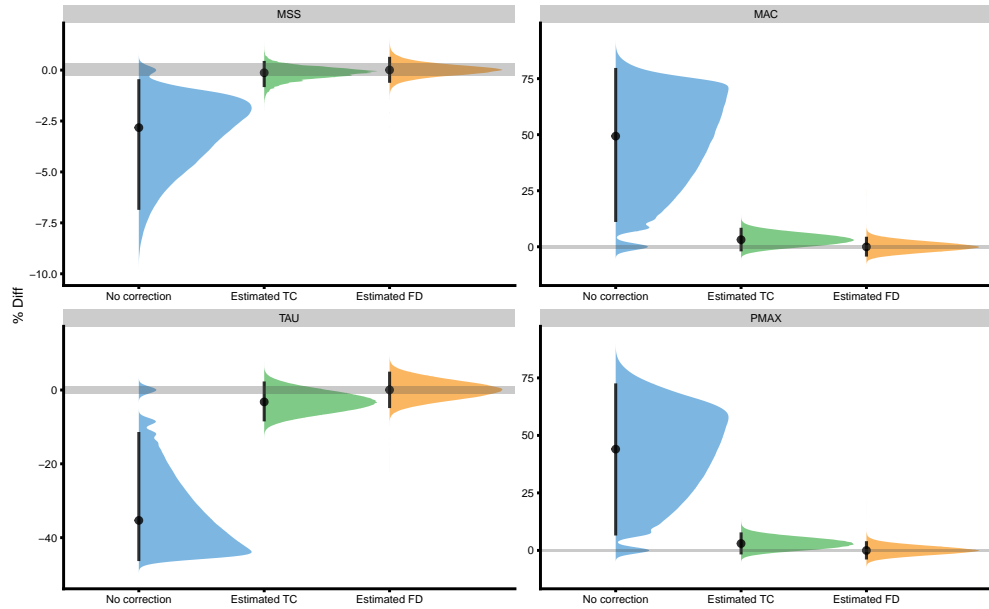 MSS
MAC
0.0
−2.5
−5.0
−7.5
−10.0
75
50
25
0
No correction
Estimated TC
Estimated FD
No correction
Estimated TC
Estimated FD
% Diff
TAU
PMAX
0
−20
−40
75
50
25
0
No correction
Estimated TC
Estimated FD
No correction
Estimated TC
Estimated FD